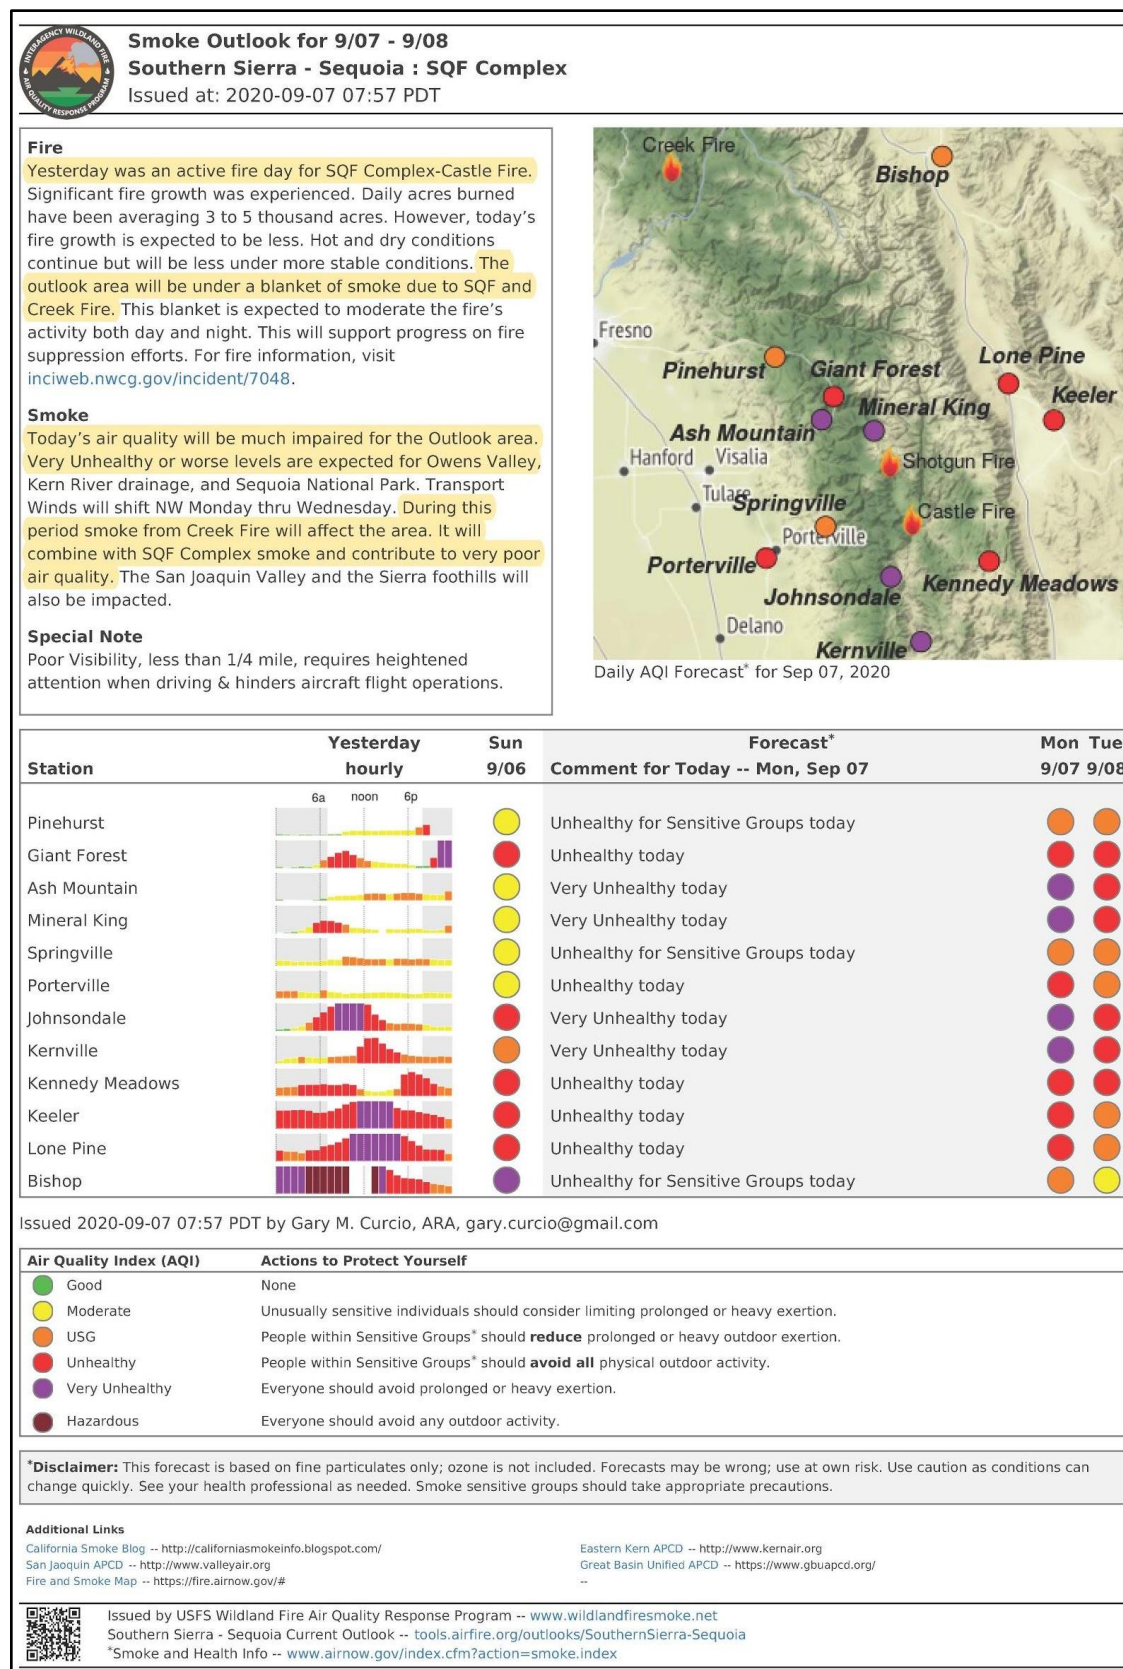 INTERAGENCY WILDLAND FIRE
AIR QUALITY RESPONSE PROGRAM
Smoke Outlook for 9/07 - 9/08
Southern Sierra - Sequoia : SQF Complex
Issued at: 2020-09-07 07:57 PDT
Fire
Yesterday was an active fire day for SQF Complex-Castle Fire.
Significant fire growth was experienced. Daily acres burned
have been averaging 3 to 5 thousand acres. However, today's
fire growth is expected to be less. Hot and dry conditions
continue but will be less under more stable conditions. The
outlook area will be under a blanket of smoke due to SQF and
Creek Fire. This blanket is expected to moderate the fire's
activity both day and night. This will support progress on fire
suppression efforts. For fire information, visit
inciweb.nwcg.gov/incident/7048.
Smoke
Today's air quality will be much impaired for the Outlook area.
Very Unhealthy or worse levels are expected for Owens Valley,
Kern River drainage, and Sequoia National Park. Transport
Winds will shift NW Monday thru Wednesday. During this
period smoke from Creek Fire will affect the area. It will
combine with SQF Complex smoke and contribute to very poor
air quality. The San Joaquin Valley and the Sierra foothills will
also be impacted.
Special Note
Poor Visibility, less than 1/4 mile, requires heightened
attention when driving & hinders aircraft flight operations.
Creek Fire
Bishop
Fresno
Pinehurst
Giant Forest
Lone Pine
Keeler
Mineral King
Ash Mountain
Hanford
Visalia
Shotgun Fire
Tulare
Springville
Castle Fire
Porterville
Porterville
Kennedy Meadows
Johnsondale
Delano
Kernville
Daily AQI Forecast* for Sep 07, 2020
Yesterday Sun Forecast* Mon Tue
Station hourly 9/06 Comment for Today -- Mon, Sep 07 9/07 9/08
6a noon 6p
Pinehurst Unhealthy for Sensitive Groups today
Giant Forest Unhealthy today
Ash Mountain Very Unhealthy today
Mineral King Very Unhealthy today
Springville Unhealthy for Sensitive Groups today
Porterville Unhealthy today
Johnsondale Very Unhealthy today
Kernville Very Unhealthy today
Kennedy Meadows Unhealthy today
Keeler Unhealthy today
Lone Pine Unhealthy today
Bishop Unhealthy for Sensitive Groups today
Issued 2020-09-07 07:57 PDT by Gary M. Curcio, ARA, gary.curcio@gmail.com
Air Quality Index (AQI) Actions to Protect Yourself
Good None
Moderate Unusually sensitive individuals should consider limiting prolonged or heavy exertion.
USG People within Sensitive Groups* should reduce prolonged or heavy outdoor exertion.
Unhealthy People within Sensitive Groups* should avoid all physical outdoor activity.
Very Unhealthy Everyone should avoid prolonged or heavy exertion.
Hazardous Everyone should avoid any outdoor activity.
*Disclaimer: This forecast is based on fine particulates only; ozone is not included. Forecasts may be wrong; use at own risk. Use caution as conditions can
change quickly. See your health professional as needed. Smoke sensitive groups should take appropriate precautions.
Additional Links
California Smoke Blog -- http://californiasmokeinfo.blogspot.com/
San Jaoquin APCD -- http://www.valleyair.org
Fire and Smoke Map -- https://fire.airnow.gov/#
Eastern Kern APCD -- http://www.kernair.org
Great Basin Unified APCD -- https://www.gbuapcd.org/
--
Issued by USFS Wildland Fire Air Quality Response Program -- www.wildlandfiresmoke.net
Southern Sierra - Sequoia Current Outlook -- tools.airfire.org/outlooks/SouthernSierra-Sequoia
*Smoke and Health Info -- www.airnow.gov/index.cfm?action=smoke.index